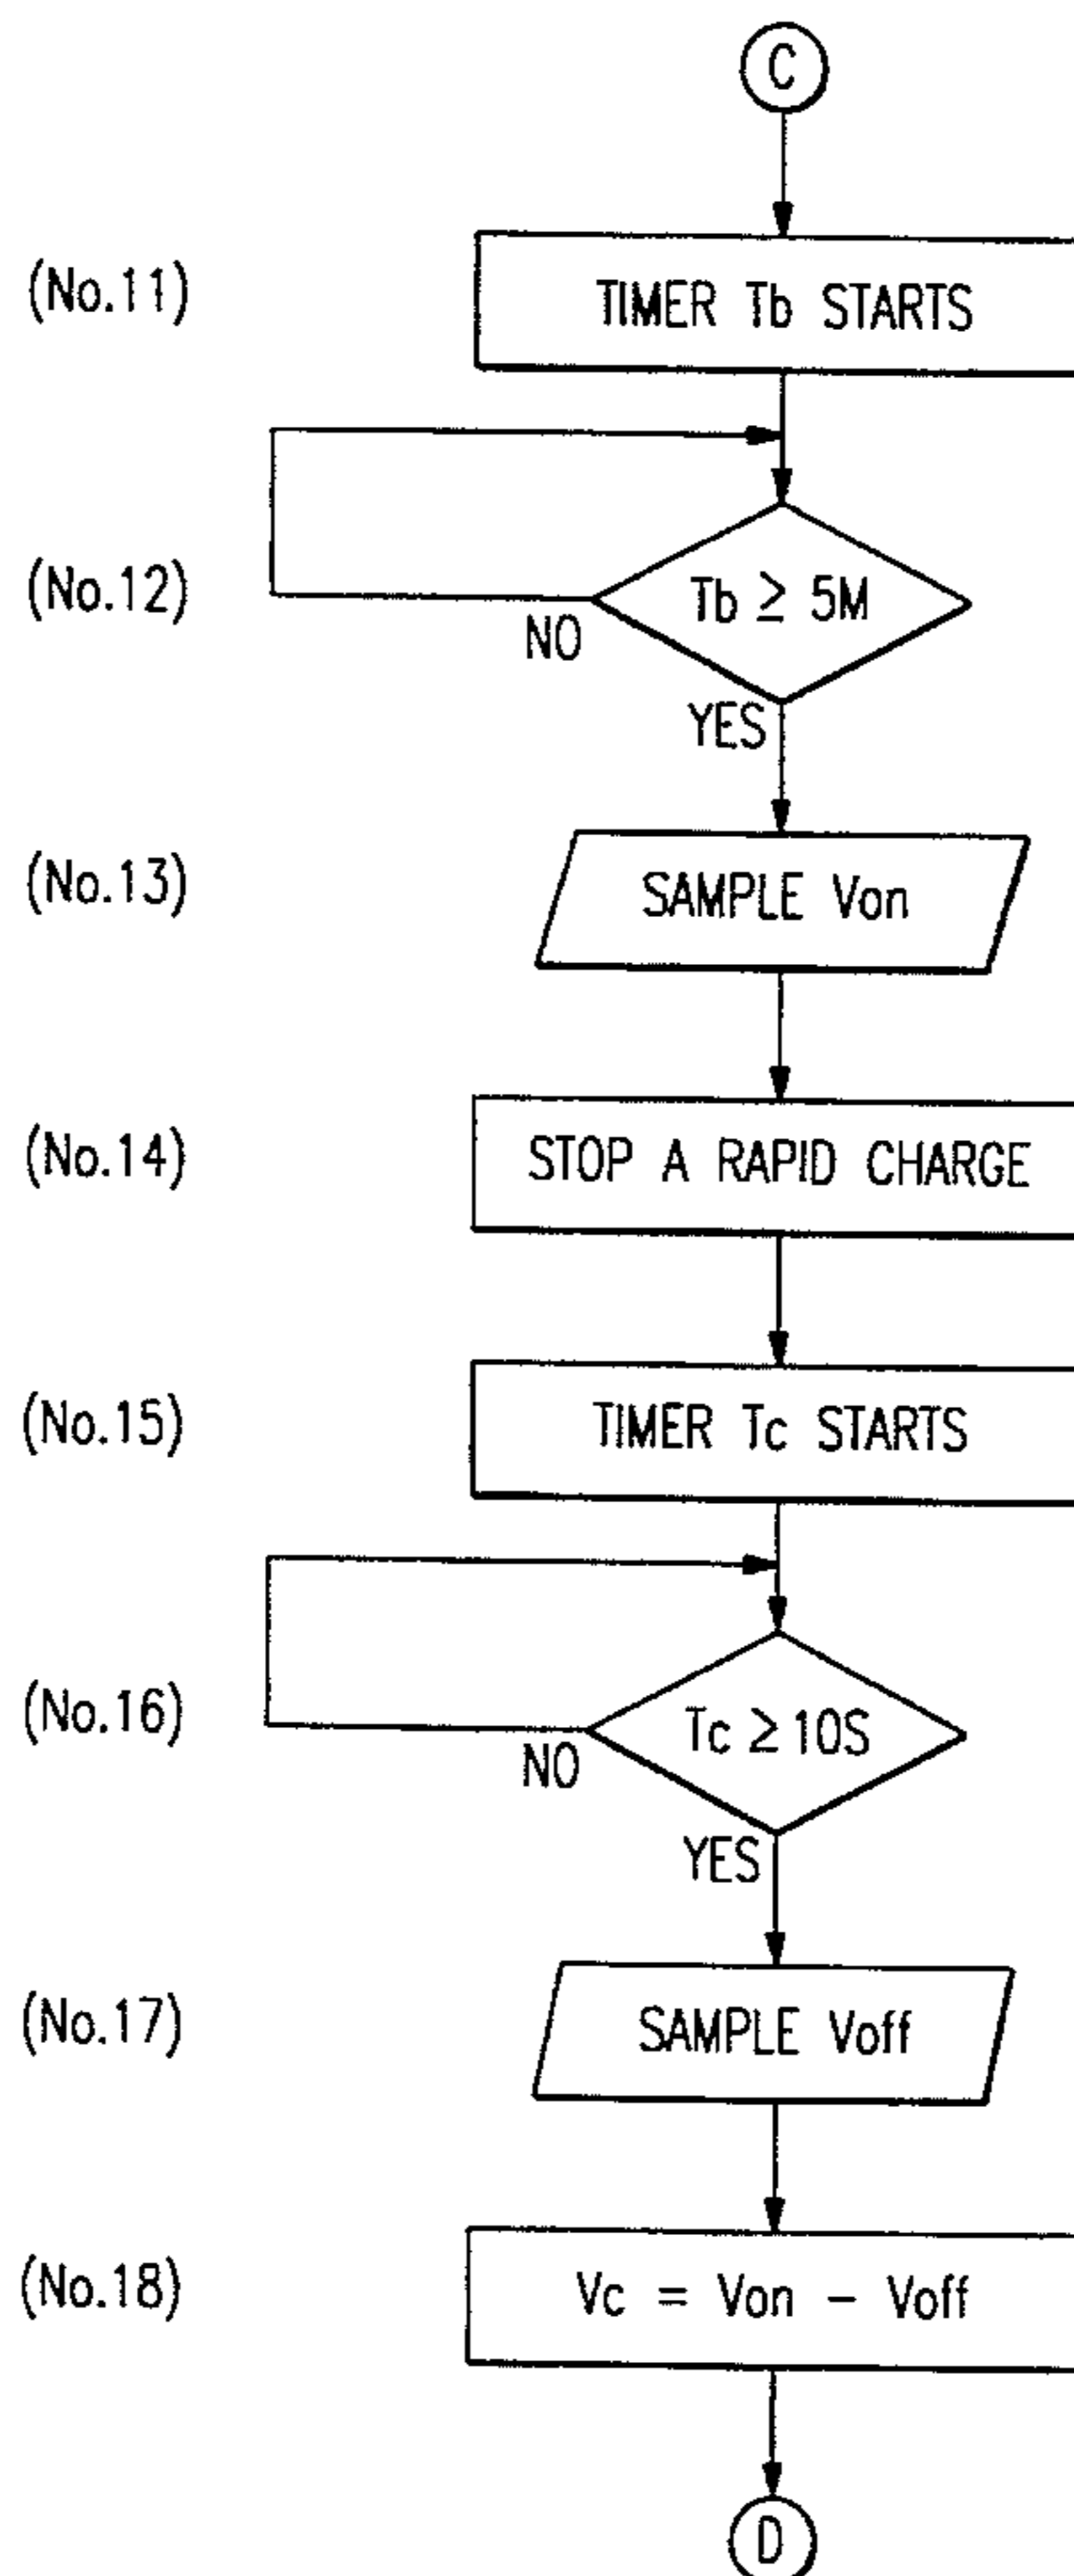 C
(No.11) TIMER Tb STARTS
(No.12) Tb ≥ 5M
NO
YES
(No.13) SAMPLE Von
(No.14) STOP A RAPID CHARGE
(No.15) TIMER Tc STARTS
(No.16) Tc ≥ 10S
NO
YES
(No.17) SAMPLE Voff
(No.18) Vc = Von - Voff
D